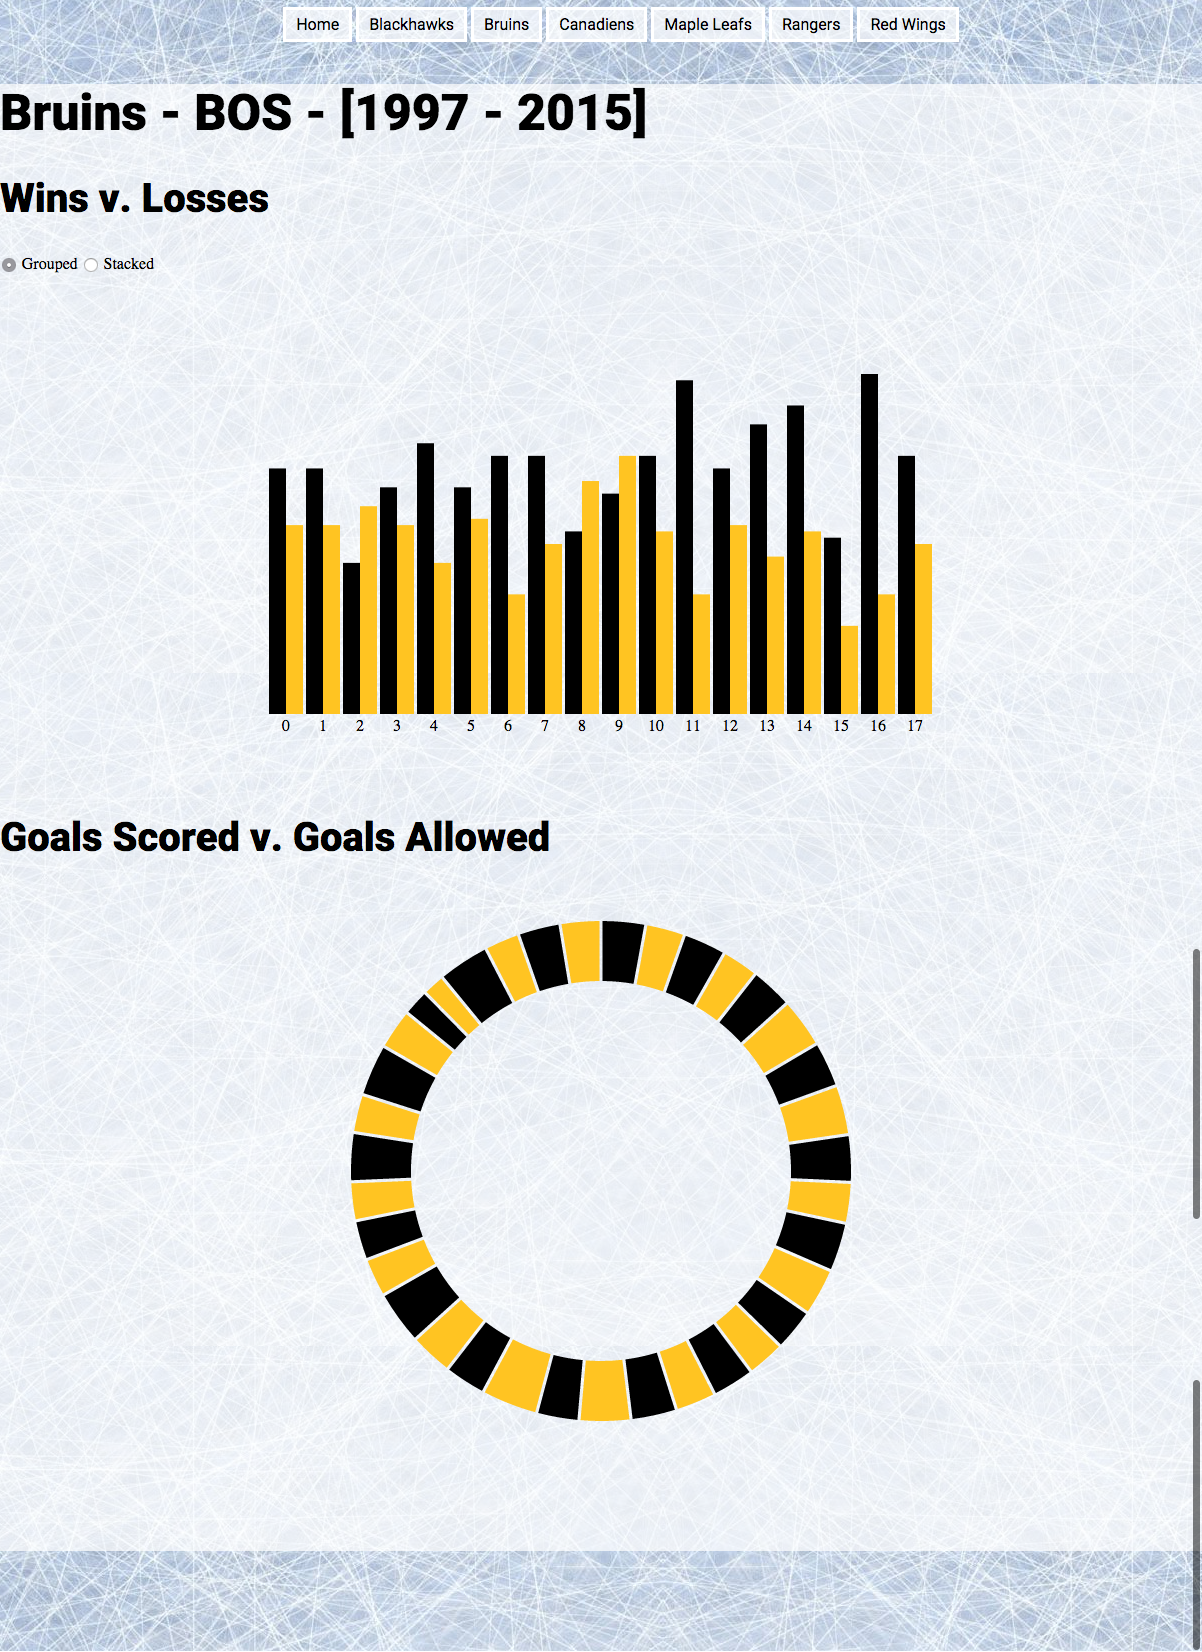 Home Blackhawks Bruins Canadiens Maple Leafs Rangers Red Wings
Bruins - BOS - [1997 - 2015]
Wins v. Losses
Grouped Stacked
0 1 2 3 4 5 6 7 8 9 10 11 12 13 14 15 16 17
Goals Scored v. Goals Allowed